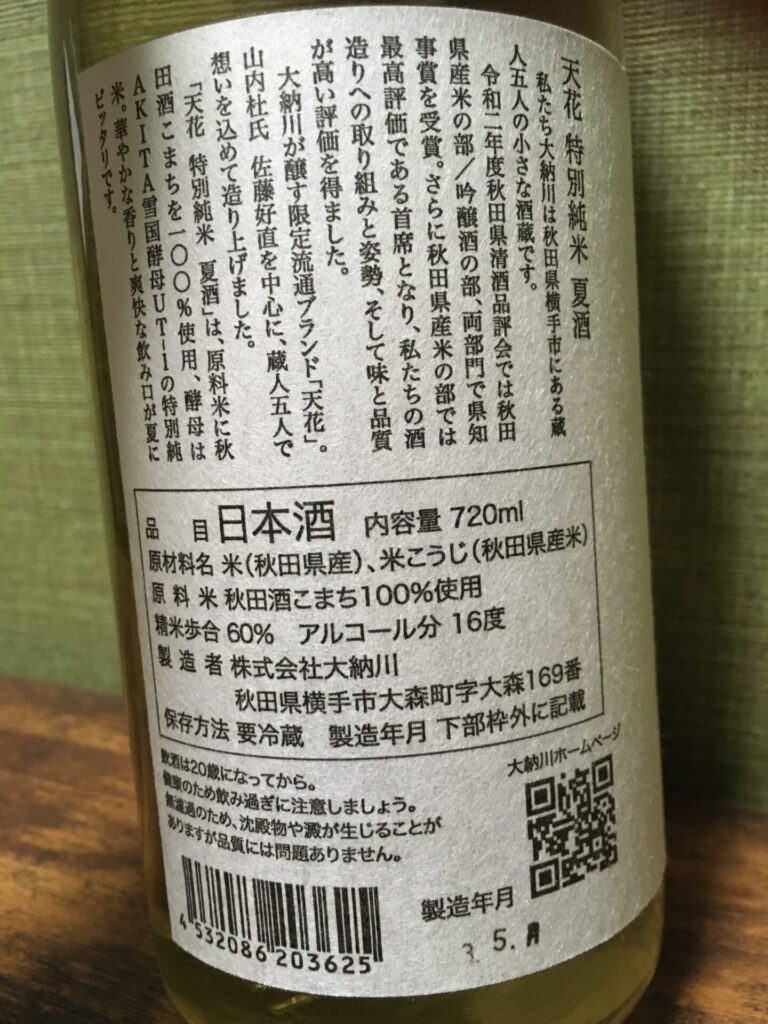 天花 特別純米 夏酒
私たち大納川は秋田県横手市にある蔵
人五人の小さな酒蔵です。
令和二年度秋田県清酒品評会では秋田
県産米の部／吟醸酒の部、両部門で県知
事賞を受賞。さらに秋田県産米の部では
最高評価である首席となり、私たちの酒
造りへの取り組みと姿勢、そして味と品質
が高い評価を得ました。
大納川が醸す限定流通ブランド「天花」。
山内杜氏 佐藤好直を中心に、蔵人五人で
想いを込めて造り上げました。
「天花 特別純米 夏酒」は、原料米に秋
田酒こまちを一〇〇％使用、酵母は
AKITA雪国酵母UT-1の特別純
米。華やかな香りと爽快な飲み口が夏に
ピッタリです。
品目 日本酒 内容量 720ml
原材料名 米（秋田県産）、米こうじ（秋田県産米）
原料米 秋田酒こまち100%使用
精米歩合 60% アルコール分 16度
製造者 株式会社大納川
秋田県横手市大森町字大森169番
保存方法 要冷蔵 製造年月 下部枠外に記載
飲酒は20歳になってから。
健康のため飲み過ぎに注意しましょう。
無濾過のため、沈殿物や澱が生じることが
ありますが品質には問題ありません。
大納川ホームページ
4 532086 203625
製造年月
3. 5. 月